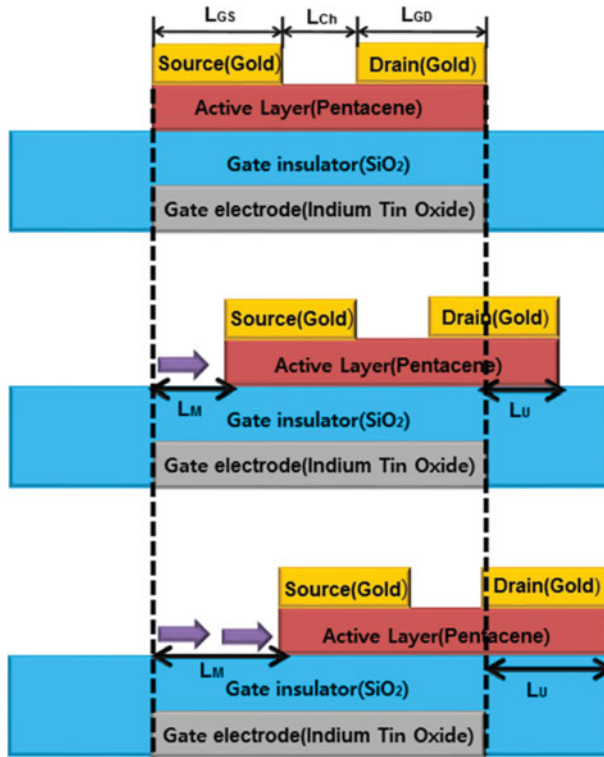 LGS LCh LGD
Source(Gold) Drain(Gold)
Active Layer(Pentacene)
Gate insulator(SiO2)
Gate electrode(Indium Tin Oxide)
Source(Gold) Drain(Gold)
Active Layer(Pentacene)
LM LU
Gate insulator(SiO2)
Gate electrode(Indium Tin Oxide)
Source(Gold) Drain(Gold)
Active Layer(Pentacene)
LM LU
Gate insulator(SiO2)
Gate electrode(Indium Tin Oxide)